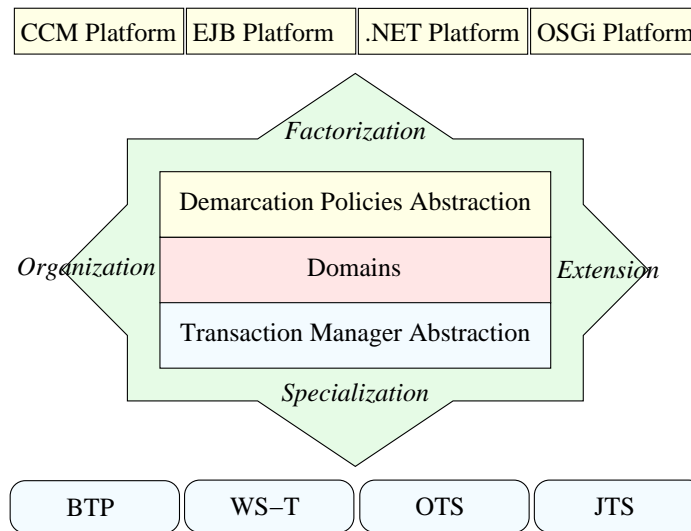 CCM Platform EJB Platform .NET Platform OSGi Platform
Factorization
Demarcation Policies Abstraction
Organization Domains Extension
Transaction Manager Abstraction
Specialization
BTP WS–T OTS JTS